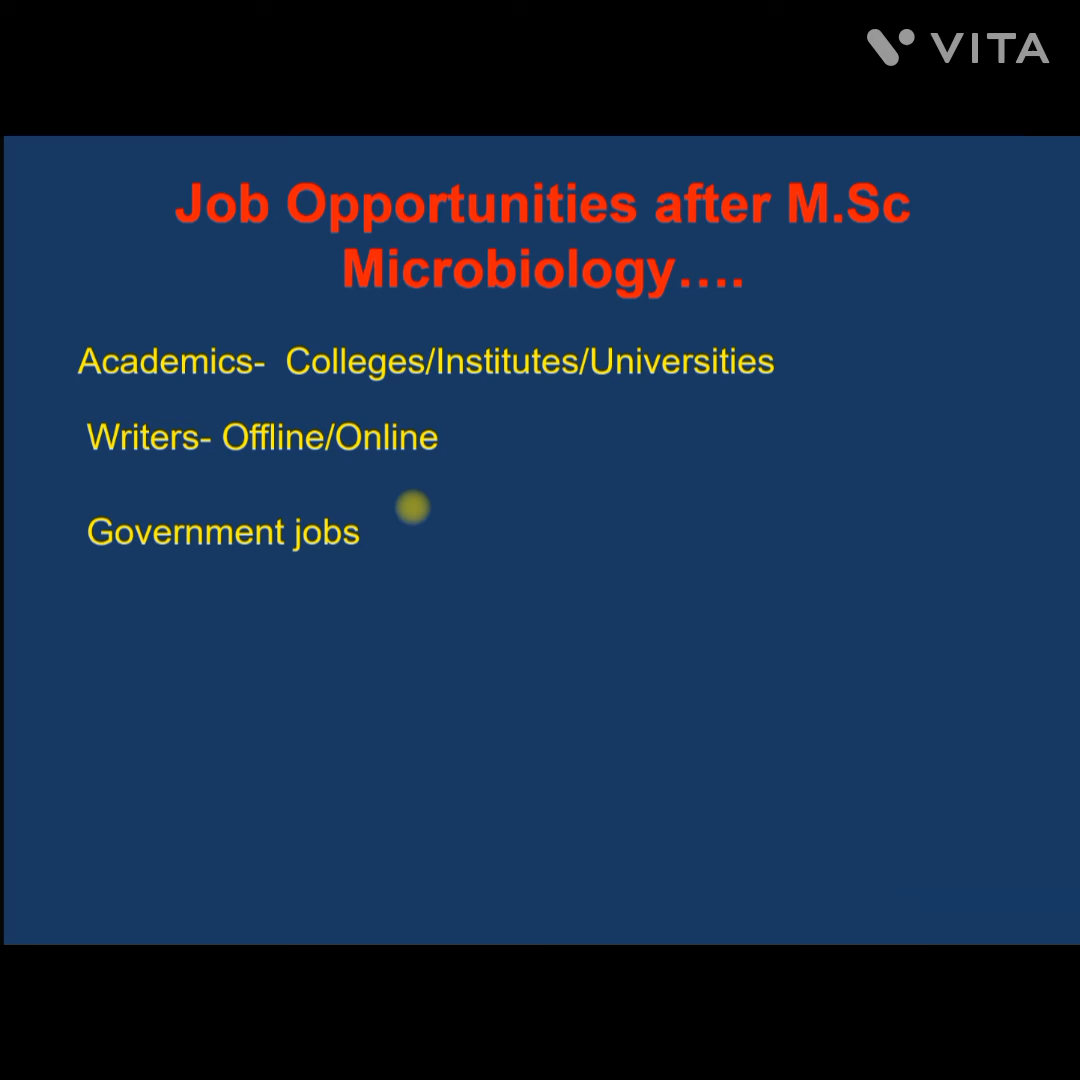 VITA
Job Opportunities after M.Sc
Microbiology....
Academics-  Colleges/Institutes/Universities
Writers- Offline/Online
Government jobs